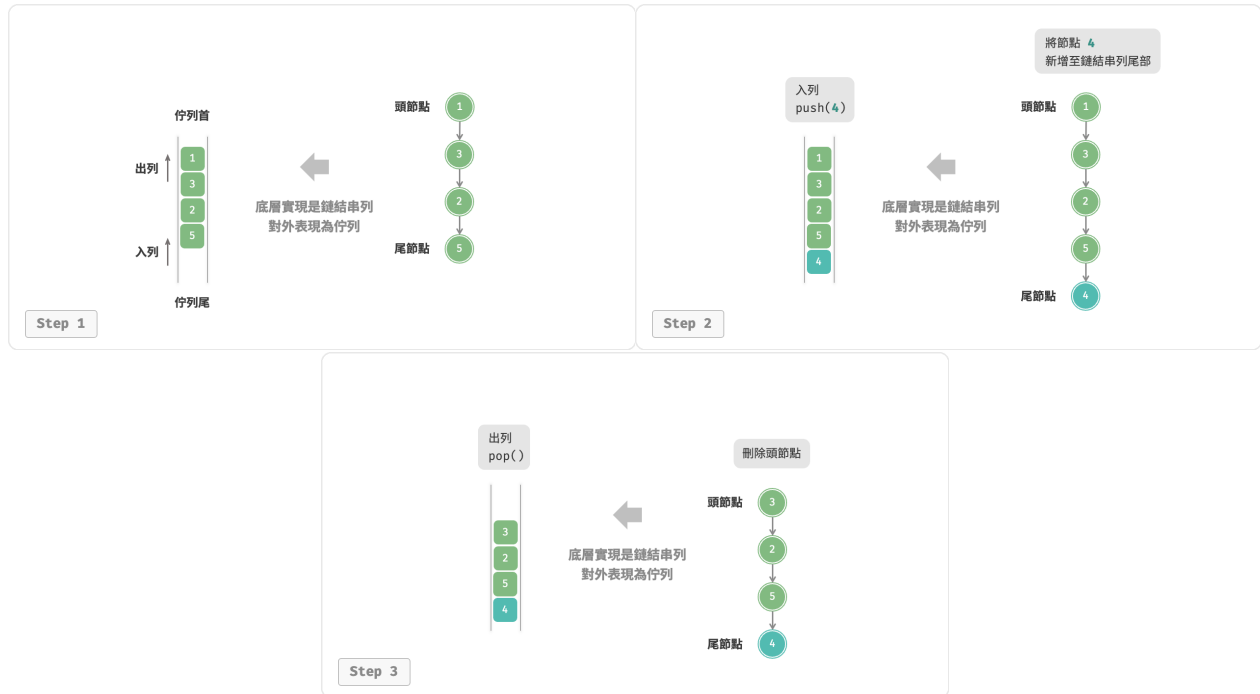 佇列首
出列
1
3
2
5
入列
佇列尾
底層實現是鏈結串列
對外表現為佇列
頭節點
1
3
2
尾節點
5
Step 1
入列
push(4)
1
3
2
5
4
底層實現是鏈結串列
對外表現為佇列
將節點 4
新增至鏈結串列尾部
頭節點
1
3
2
5
尾節點
4
Step 2
出列
pop()
3
2
5
4
底層實現是鏈結串列
對外表現為佇列
刪除頭節點
頭節點
3
2
5
尾節點
4
Step 3